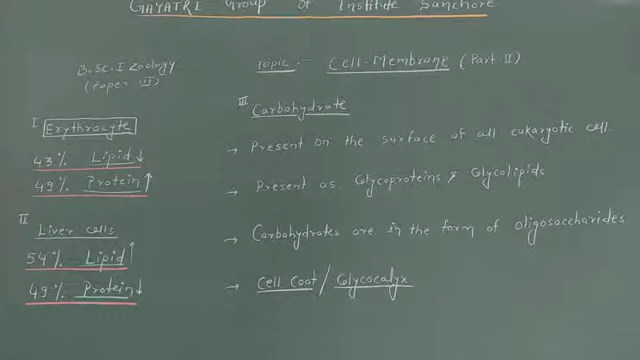 GAYATRI Group of Institute Sanchore
B.SC-I Zoology
(Paper III)
Topic :- Cell-Membrane (Part-II)
I Erythrocyte
43% Lipid ↓
49% Protein ↑
II Liver cells
54% Lipid ↑
49% Protein ↓
III Carbohydrate
→ Present on the surface of all eukaryotic cell
→ Present as Glycoproteins & Glycolipids
→ Carbohydrates are in the form of oligosaccharides
→ Cell Coat / Glycocalyx